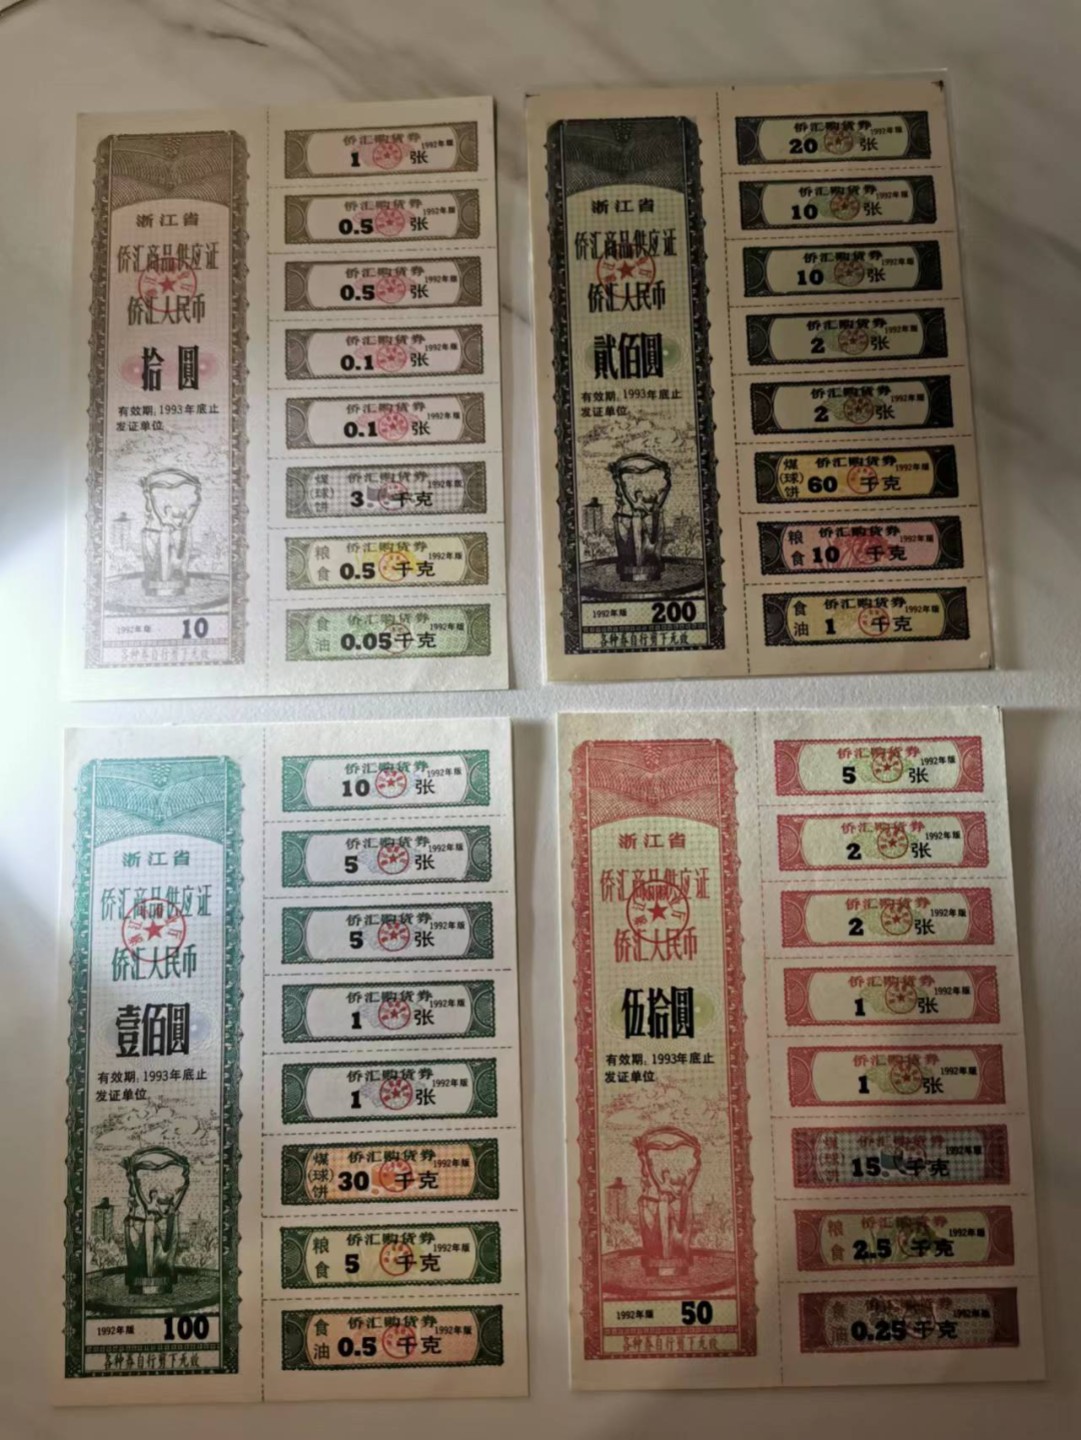 浙江省
侨汇商品供应证
侨汇人民币
拾圆
有效期:1993年底止
发证单位
1992年版 10
各种券自行剪下无效
侨汇购货券
1 张 1992年版
侨汇购货券
0.5 张 1992年版
侨汇购货券
0.5 张 1992年版
侨汇购货券
0.1 张 1992年版
侨汇购货券
0.1 张 1992年版
煤(球)饼 侨汇购货券
3 千克 1992年版
粮食 侨汇购货券
0.5 千克 1992年版
食油 侨汇购货券
0.05 千克 1992年版
浙江省
侨汇商品供应证
侨汇人民币
貳佰圓
有效期:1993年底止
发证单位
1992年版 200
各种券自行剪下无效
侨汇购货券
20 张 1992年版
侨汇购货券
10 张 1992年版
侨汇购货券
10 张 1992年版
侨汇购货券
2 张 1992年版
侨汇购货券
2 张 1992年版
煤(球)饼 侨汇购货券
60 千克 1992年版
粮食 侨汇购货券
10 千克 1992年版
食油 侨汇购货券
1 千克 1992年版
浙江省
侨汇商品供应证
侨汇人民币
壹佰圓
有效期:1993年底止
发证单位
1992年版 100
各种券自行剪下无效
侨汇购货券
10 张 1992年版
侨汇购货券
5 张 1992年版
侨汇购货券
5 张 1992年版
侨汇购货券
1 张 1992年版
侨汇购货券
1 张 1992年版
煤(球)饼 侨汇购货券
30 千克 1992年版
粮食 侨汇购货券
5 千克 1992年版
食油 侨汇购货券
0.5 千克 1992年版
浙江省
侨汇商品供应证
侨汇人民币
伍拾圓
有效期:1993年底止
发证单位
1992年版 50
各种券自行剪下无效
侨汇购货券
5 张 1992年版
侨汇购货券
2 张 1992年版
侨汇购货券
2 张 1992年版
侨汇购货券
1 张 1992年版
侨汇购货券
1 张 1992年版
煤(球)饼 侨汇购货券
15 千克 1992年版
粮食 侨汇购货券
2.5 千克 1992年版
食油 侨汇购货券
0.25 千克 1992年版